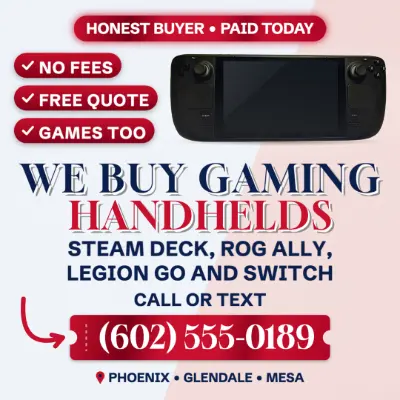 HONEST BUYER • PAID TODAY
NO FEES
FREE QUOTE
GAMES TOO
WE BUY GAMING
HANDHELDS
STEAM DECK, ROG ALLY,
LEGION GO AND SWITCH
CALL OR TEXT
(602) 555-0189
PHOENIX • GLENDALE • MESA